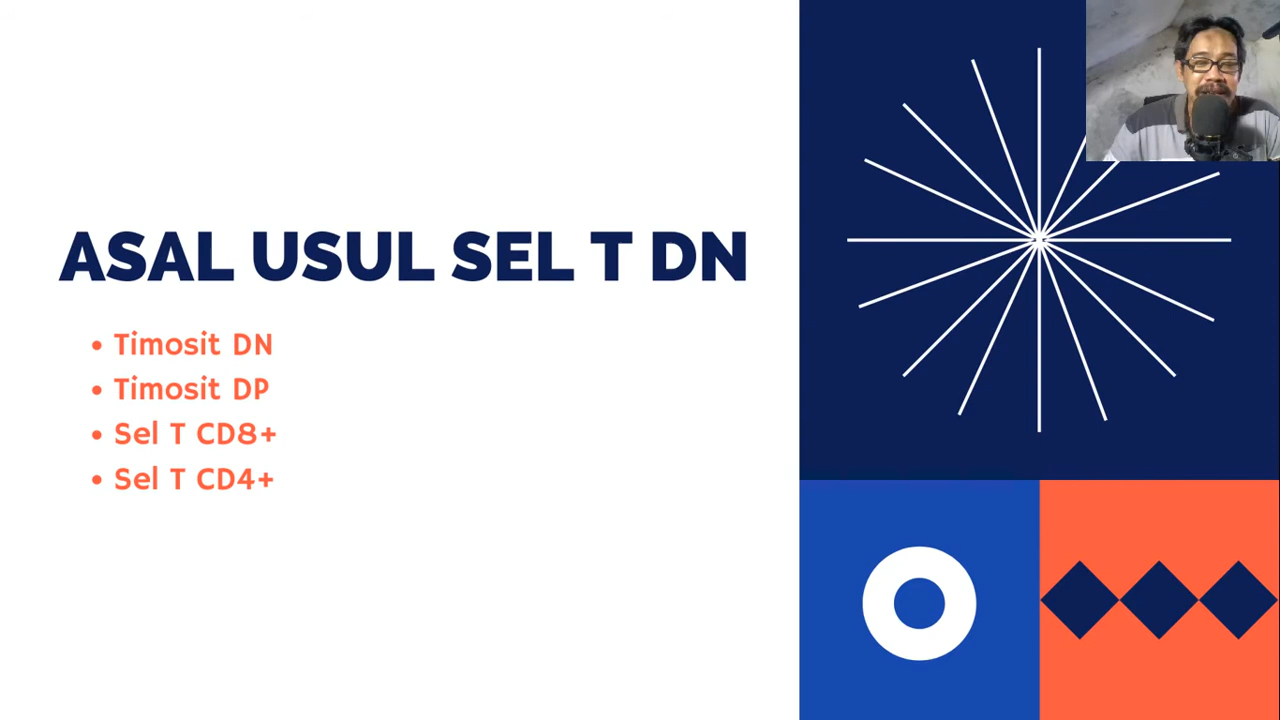 ASAL USUL SEL T DN
• Timosit DN
• Timosit DP
• Sel T CD8+
• Sel T CD4+